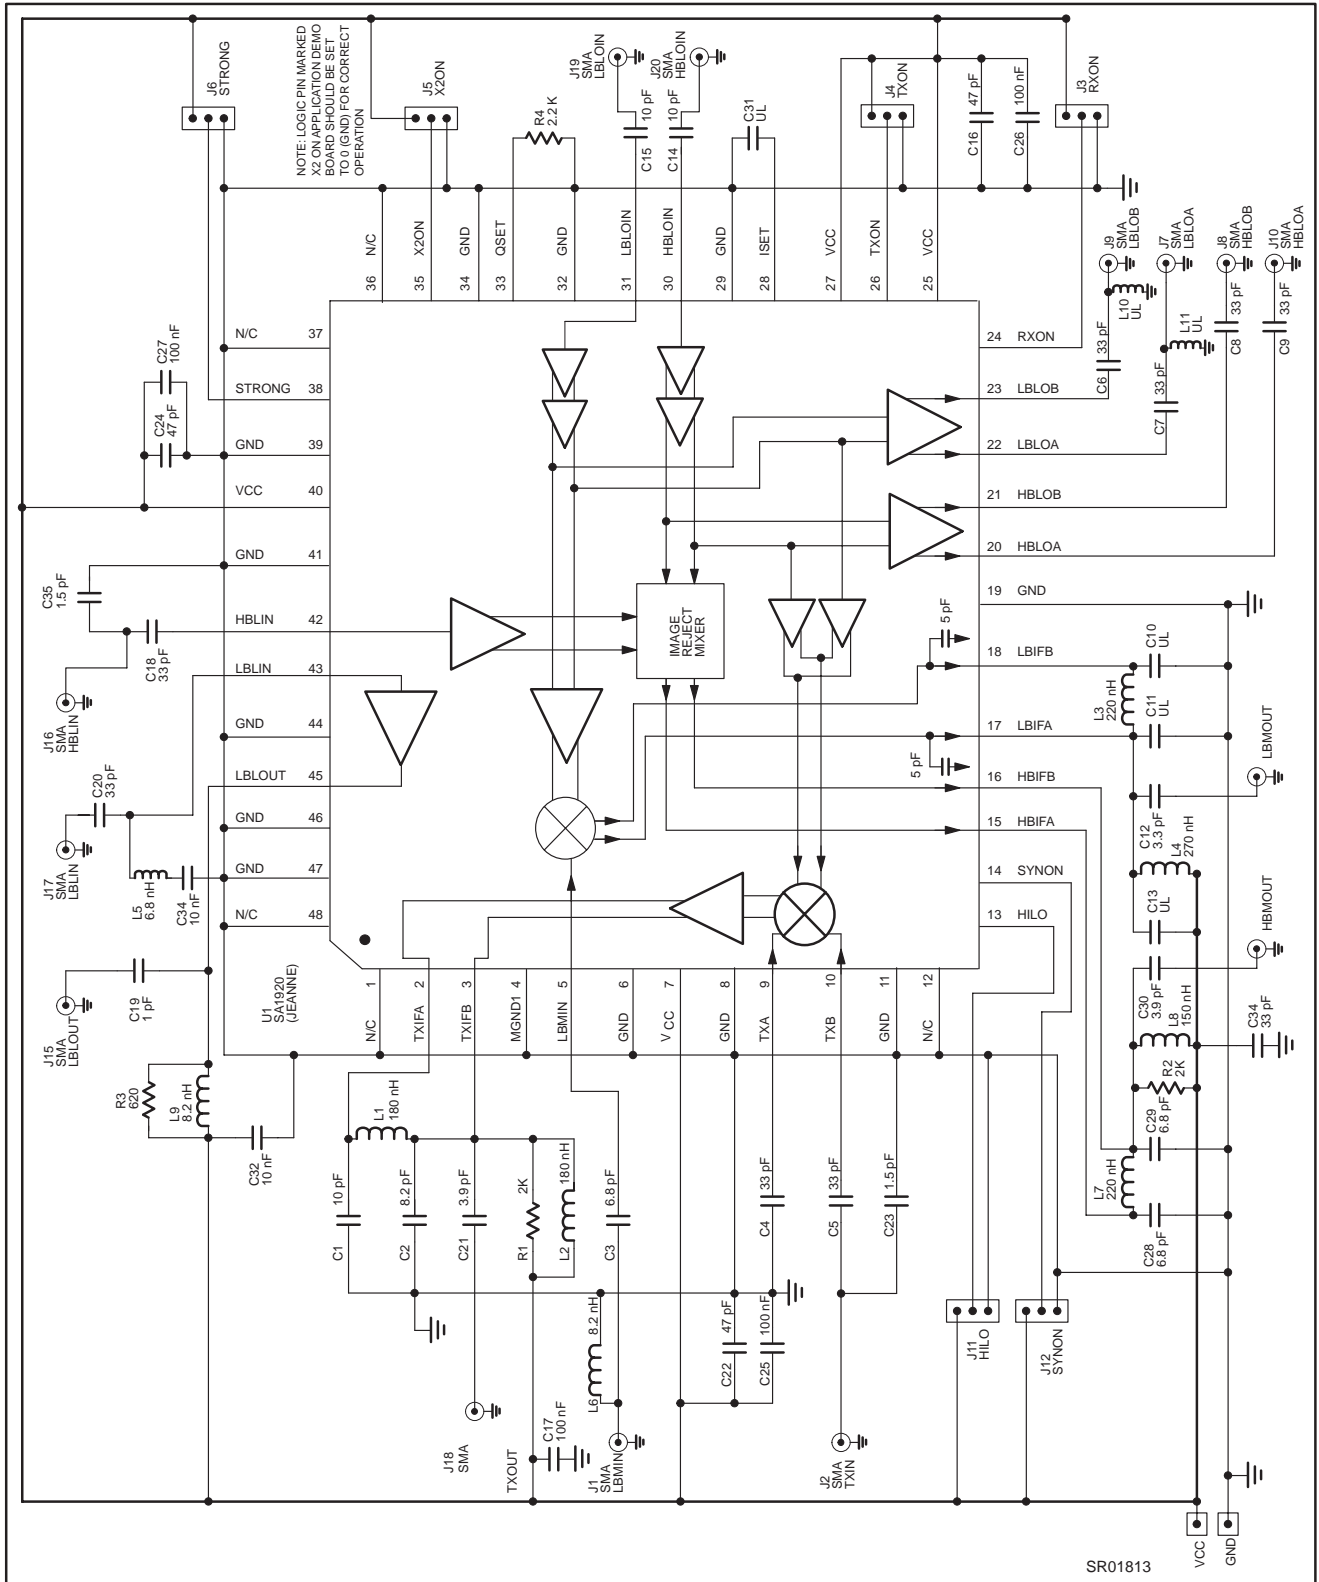 J6
STRONG
NOTE: LOGIC PIN MARKED
X2 ON APPLICATION DEMO
BOARD SHOULD BE SET
TO 0 (GND) FOR CORRECT
OPERATION
J5
X2ON
R4
2.2 K
J19
SMA
LBLOIN
J20
SMA
HBLOIN
10 pF
C15
10 pF
C14
C31
UL
J4
TXON
47 pF
C16
100 nF
C26
J3
RXON
N/C
36
X2ON
35
GND
34
QSET
33
GND
32
LBLOIN
31
HBLOIN
30
GND
29
ISET
28
VCC
27
TXON
26
VCC
25
J9
SMA
LBLOB
J7
SMA
LBLOA
J8
SMA
HBLOB
J10
SMA
HBLOA
L10
UL
L11
UL
33 pF
C6
33 pF
C7
33 pF
C8
33 pF
C9
N/C 37
STRONG 38
GND 39
VCC 40
GND 41
HBLIN 42
LBLIN 43
GND 44
LBLOUT 45
GND 46
GND 47
N/C 48
C27
100 nF
C24
47 pF
C35
1.5 pF
C18
33 pF
J16
SMA
HBLIN
C20
33 pF
J17
SMA
LBLIN
L5
6.8 nH
C34
10 nF
J15
SMA
LBLOUT
C19
1 pF
R3
620
L9
8.2 nH
C32
10 nF
U1
SA1920
(JEANNE)
IMAGE
REJECT
MIXER
24 RXON
23 LBLOB
22 LBLOA
21 HBLOB
20 HBLOA
19 GND
5 pF
18 LBIFB
17 LBIFA
5 pF
16 HBIFB
15 HBIFA
14 SYNON
13 HILO
C10
UL
L3
220 nH
C11
UL
LBMOUT
C12
3.3 pF
L4
270 nH
C13
UL
HBMOUT
C30
3.9 pF
L8
150 nH
C34
33 pF
R2
2K
C29
6.8 pF
L7
220 nH
C28
6.8 pF
1
N/C
2
TXIFA
3
TXIFB
4
MGND1
5
LBMIN
6
GND
7
V CC
8
GND
9
TXA
10
TXB
11
GND
12
N/C
L1
180 nH
10 pF
C1
8.2 pF
C2
3.9 pF
C21
2K
R1
180 nH
L2
6.8 pF
C3
33 pF
C4
33 pF
C5
1.5 pF
C23
8.2 nH
L6
47 pF
C22
100 nF
C25
J11
HILO
J12
SYNON
J18
SMA
TXOUT
C17
100 nF
J1
SMA
LBMIN
J2
SMA
TXIN
VCC
GND
SR01813